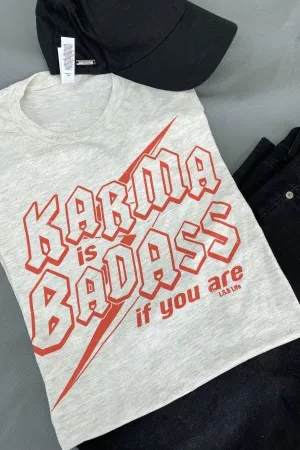 KARMA
is
BADASS
if you are